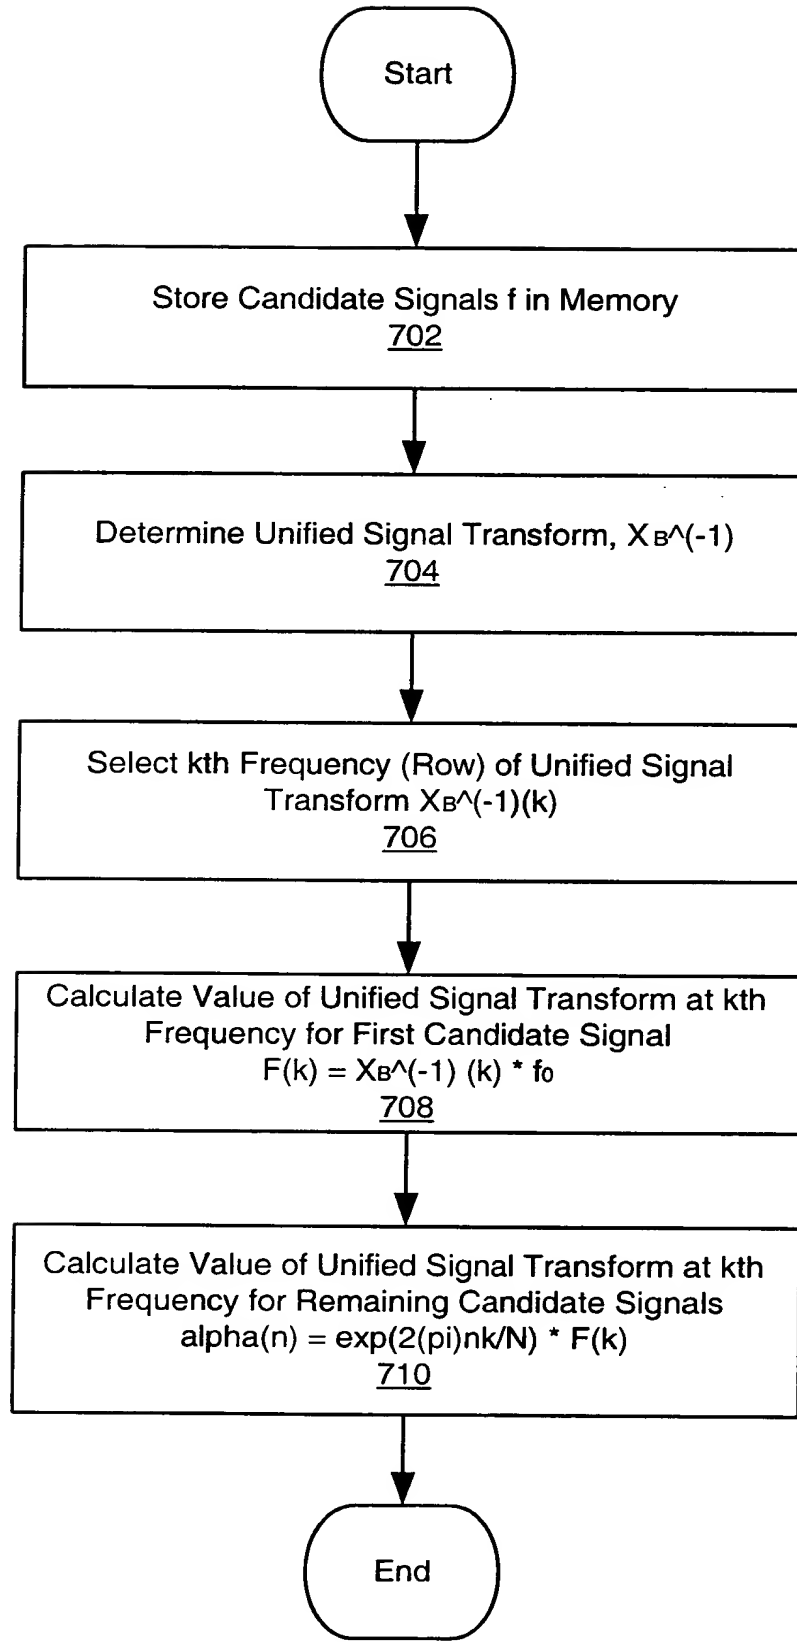 Start
Store Candidate Signals f in Memory
702
Determine Unified Signal Transform, XB^(-1)
704
Select kth Frequency (Row) of Unified Signal
Transform XB^(-1)(k)
706
Calculate Value of Unified Signal Transform at kth
Frequency for First Candidate Signal
F(k) = XB^(-1) (k) * f0
708
Calculate Value of Unified Signal Transform at kth
Frequency for Remaining Candidate Signals
alpha(n) = exp(2(pi)nk/N) * F(k)
710
End